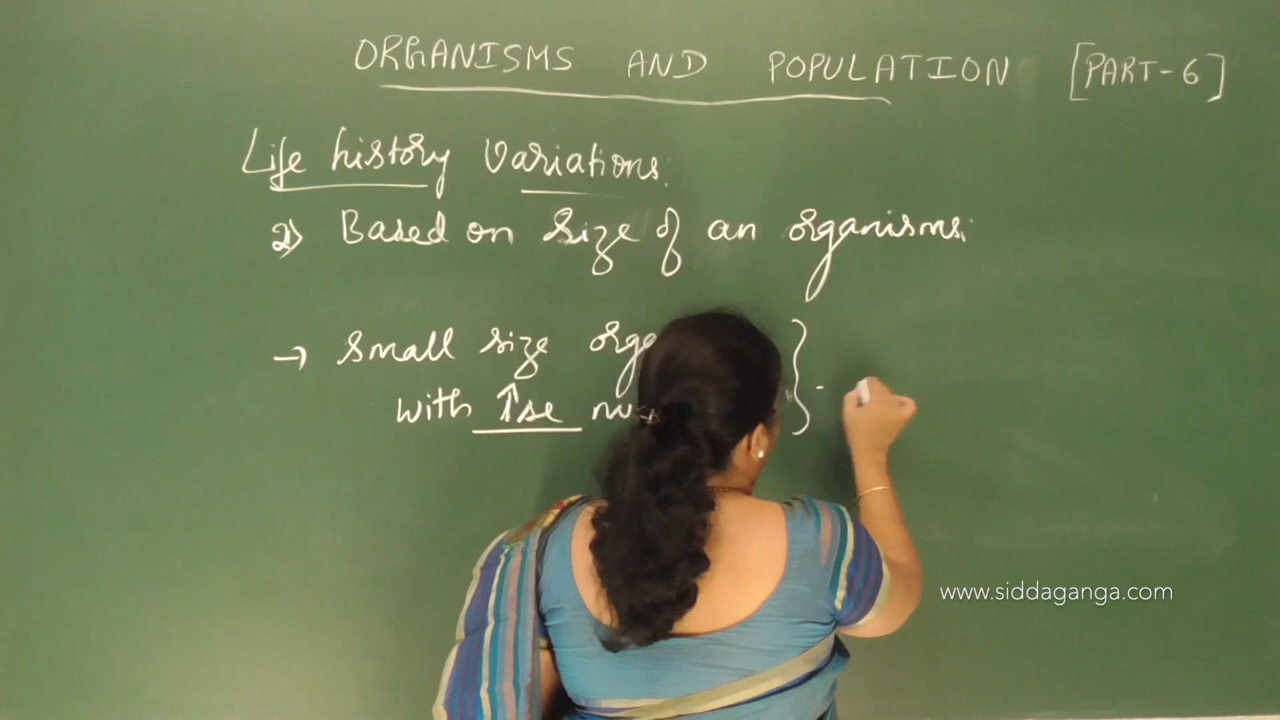 ORGANISMS AND POPULATION [PART-6]
Life history Variations:
2) Based on size of an organisms:
→ Small size orga
with ↑se nu
www.siddaganga.com